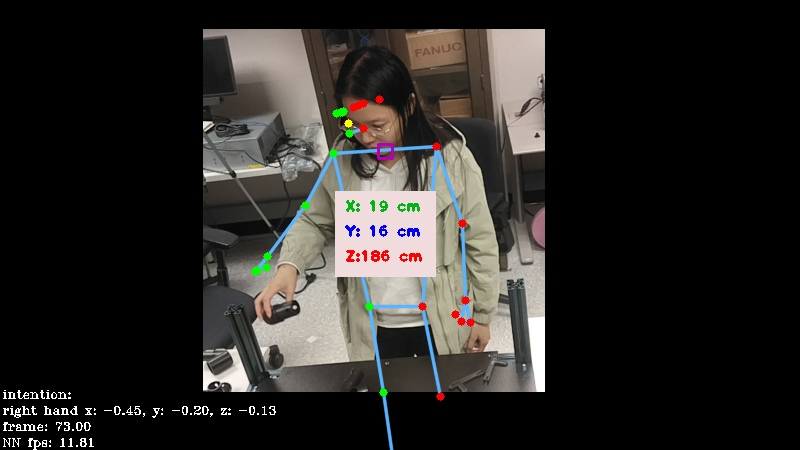 FANUC
X: 19 cm
Y: 16 cm
Z:186 cm
intention:
right hand x: −0.45, y: −0.20, z: −0.13
frame: 73.00
NN fps: 11.81